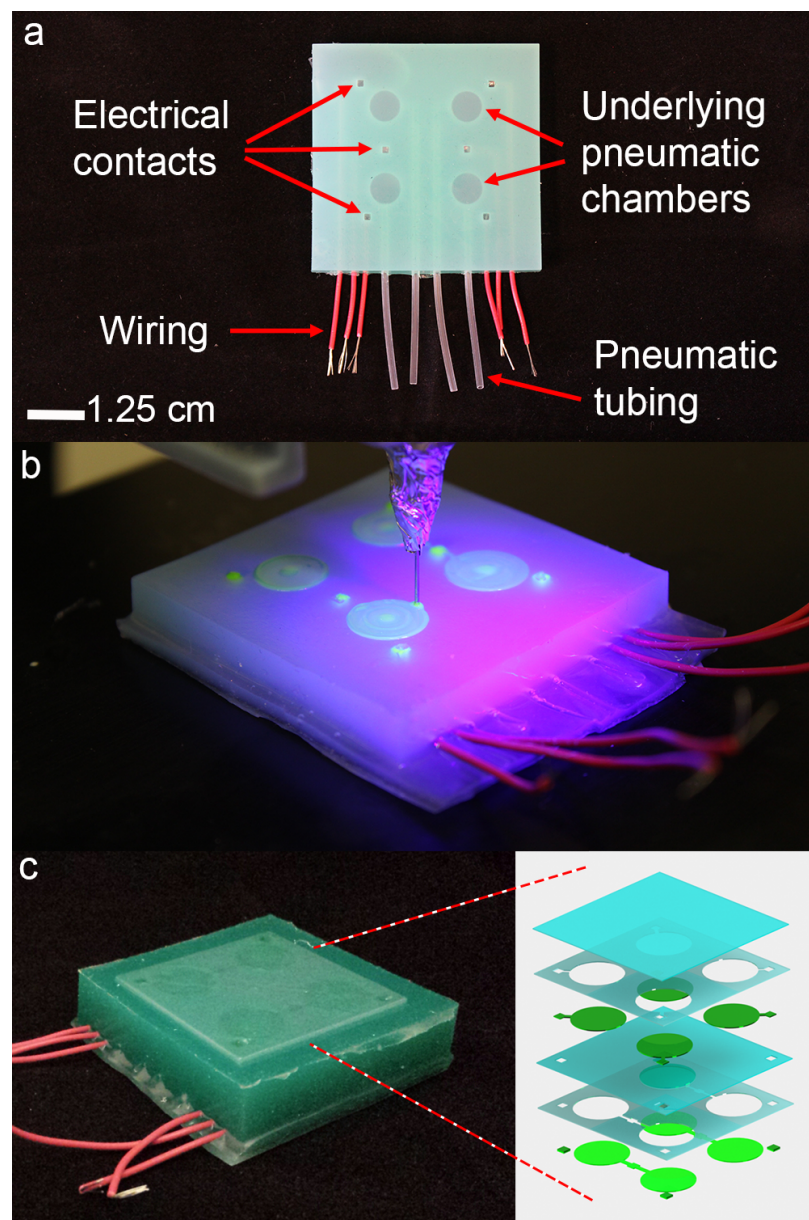 a
Electrical
contacts
Underlying
pneumatic
chambers
Wiring
Pneumatic
tubing
1.25 cm
b
c